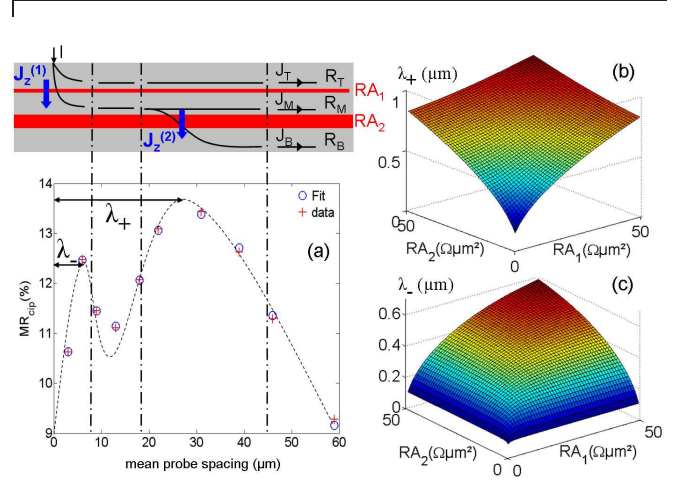 I
J_z^(1)
J_T R_T
RA_1
J_M R_M
RA_2
J_z^(2)
J_B R_B
14
13
12
11
10
9
MR_cip(%)
λ_+
λ_-
Fit
data
(a)
0 10 20 30 40 50 60
mean probe spacing (µm)
λ_+ (µm)
(b)
1
0.5
0
50
RA_2(Ωµm²)
0
RA_1(Ωµm²)
50
λ_- (µm)
(c)
0.6
0.4
0.2
0
50
RA_2(Ωµm²)
0 0
RA_1(Ωµm²)
50